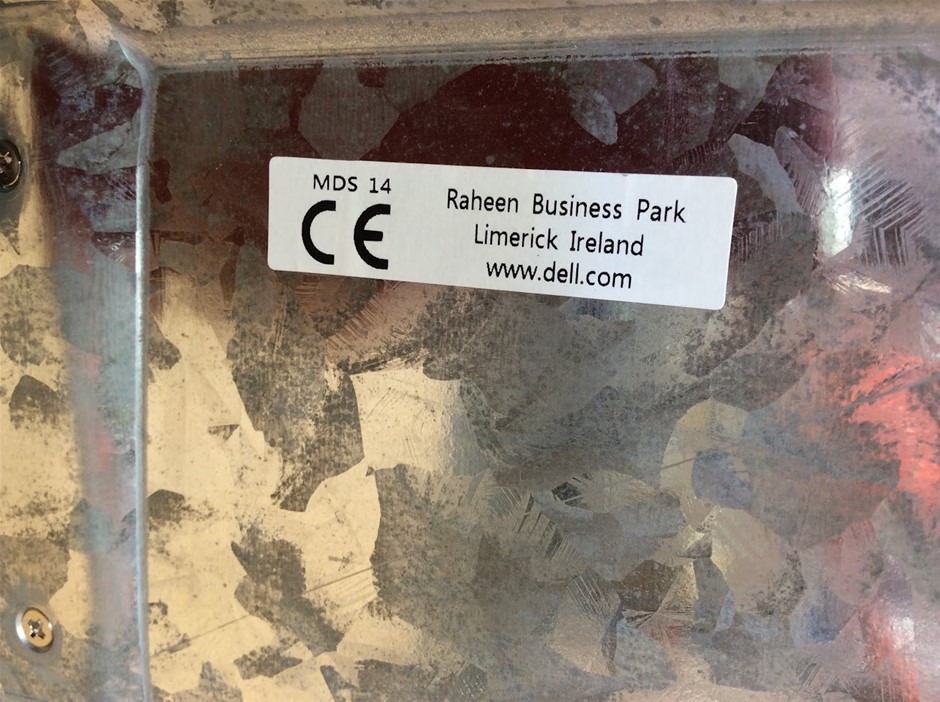 MDS 14
CE
Raheen Business Park
Limerick Ireland
www.dell.com